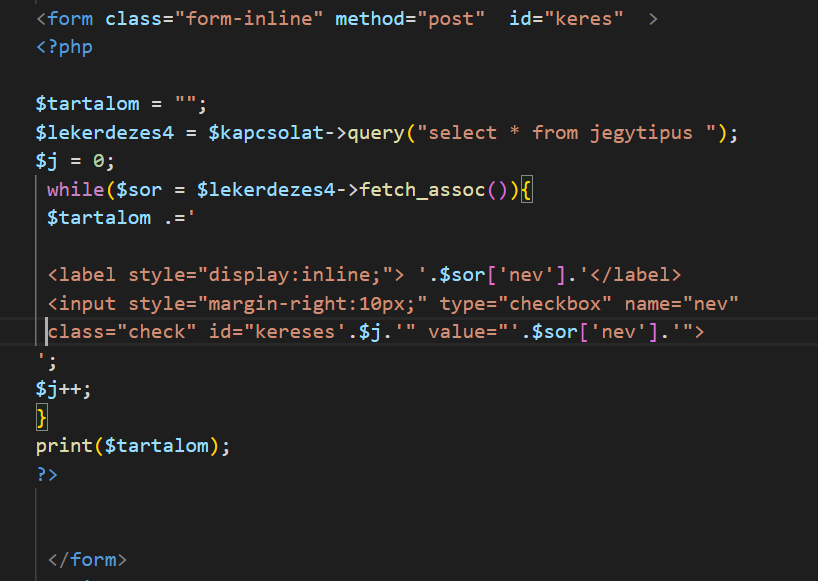 <form class="form-inline" method="post"  id="keres"  >
<?php
$tartalom = "";
$lekerdezes4 = $kapcsolat->query("select * from jegytipus ");
$j = 0;
while($sor = $lekerdezes4->fetch_assoc()){
$tartalom .='
<label style="display:inline;"> '.$sor['nev'].'</label>
<input style="margin-right:10px;" type="checkbox" name="nev"
class="check" id="kereses'.$j.'" value="'.$sor['nev'].'">
';
$j++;
}
print($tartalom);
?>
</form>